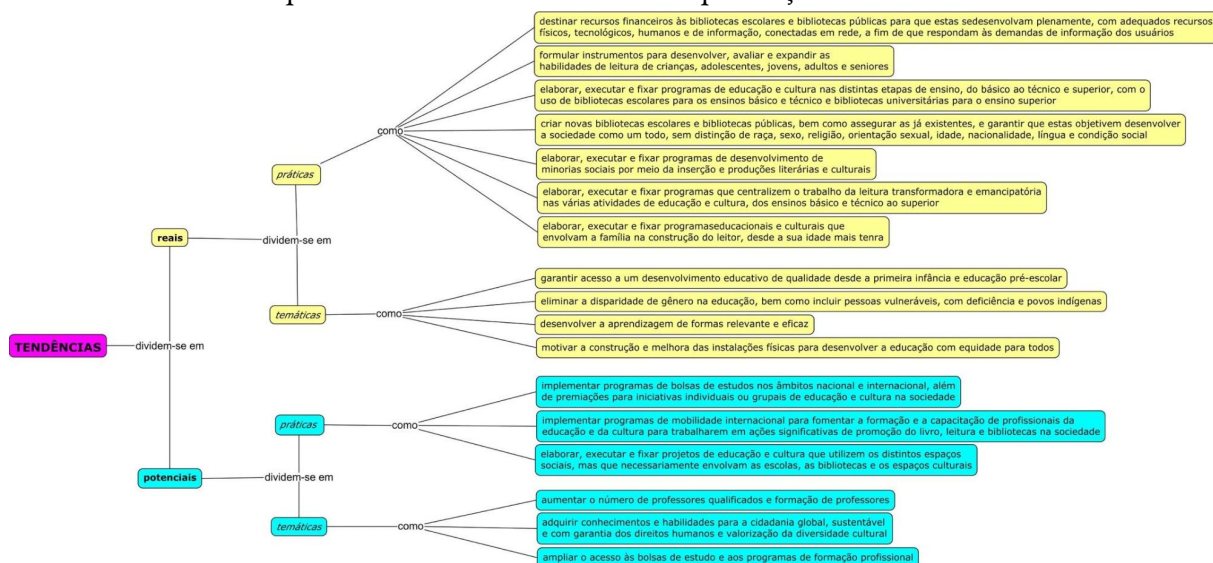 destinar recursos financeiros às bibliotecas escolares e bibliotecas públicas para que estas sedesenvolvam plenamente, com adequados recursos
físicos, tecnológicos, humanos e de informação, conectadas em rede, a fim de que respondam às demandas de informação dos usuários
formular instrumentos para desenvolver, avaliar e expandir as
habilidades de leitura de crianças, adolescentes, jovens, adultos e seniores
elaborar, executar e fixar programas de educação e cultura nas distintas etapas de ensino, do básico ao técnico e superior, com o
uso de bibliotecas escolares para os ensinos básico e técnico e bibliotecas universitárias para o ensino superior
como
criar novas bibliotecas escolares e bibliotecas públicas, bem como assegurar as já existentes, e garantir que estas objetivem desenvolver
a sociedade como um todo, sem distinção de raça, sexo, religião, orientação sexual, idade, nacionalidade, língua e condição social
elaborar, executar e fixar programas de desenvolvimento de
minorias sociais por meio da inserção e produções literárias e culturais
práticas
elaborar, executar e fixar programas que centralizem o trabalho da leitura transformadora e emancipatória
nas várias atividades de educação e cultura, dos ensinos básico e técnico ao superior
elaborar, executar e fixar programaseducacionais e culturais que
envolvam a família na construção do leitor, desde a sua idade mais tenra
reais
dividem-se em
garantir acesso a um desenvolvimento educativo de qualidade desde a primeira infância e educação pré-escolar
eliminar a disparidade de gênero na educação, bem como incluir pessoas vulneráveis, com deficiência e povos indígenas
temáticas
como
desenvolver a aprendizagem de formas relevante e eficaz
motivar a construção e melhora das instalações físicas para desenvolver a educação com equidade para todos
TENDÊNCIAS
dividem-se em
implementar programas de bolsas de estudos nos âmbitos nacional e internacional, além
de premiações para iniciativas individuais ou grupais de educação e cultura na sociedade
práticas
como
implementar programas de mobilidade internacional para fomentar a formação e a capacitação de profissionais da
educação e da cultura para trabalharem em ações significativas de promoção do livro, leitura e bibliotecas na sociedade
elaborar, executar e fixar projetos de educação e cultura que utilizem os distintos espaços
sociais, mas que necessariamente envolvam as escolas, as bibliotecas e os espaços culturais
potenciais
dividem-se em
aumentar o número de professores qualificados e formação de professores
temáticas
como
adquirir conhecimentos e habilidades para a cidadania global, sustentável
e com garantia dos direitos humanos e valorização da diversidade cultural
ampliar o acesso às bolsas de estudo e aos programas de formação profissional